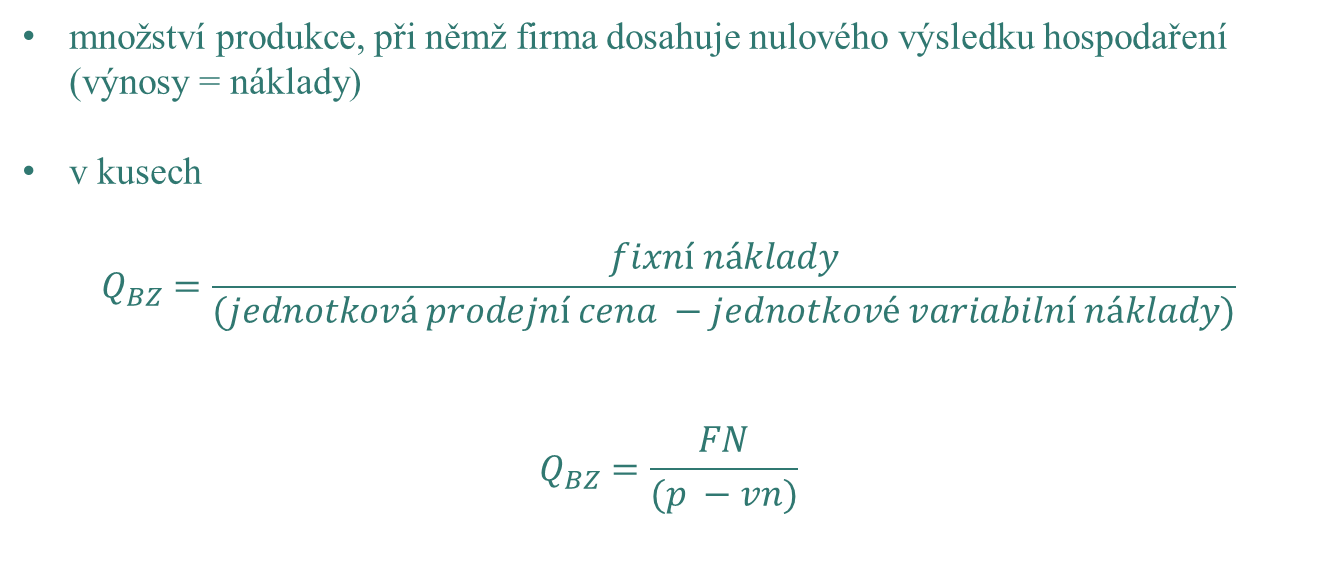 • množství produkce, při němž firma dosahuje nulového výsledku hospodaření
(výnosy = náklady)
• v kusech
Q_BZ = fixní náklady / (jednotková prodejní cena − jednotkové variabilní náklady)
Q_BZ = FN / (p − vn)